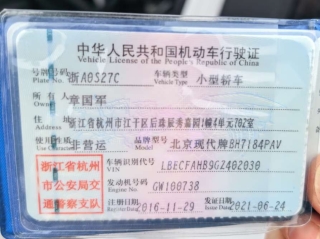 中华人民共和国机动车行驶证
Vehicle License of the People's Republic of China
号牌号码 浙A0S27C 车辆类型 小型轿车
Plate No. Vehicle Type
所有人 章国军
Owner
住址 浙江省杭州市江干区后珠辰秀嘉园1幢4单元702室
Address
使用性质 非营运 品牌型号 北京现代牌BH7184PAV
Use Character Model
浙江省杭州市公安局交通警察支队
车辆识别代号 LBECFAHB9GZ402030
VIN
发动机号码 GW100738
Engine No.
注册日期 2016-11-29 发证日期 2021-06-24
Register Date Issue Date